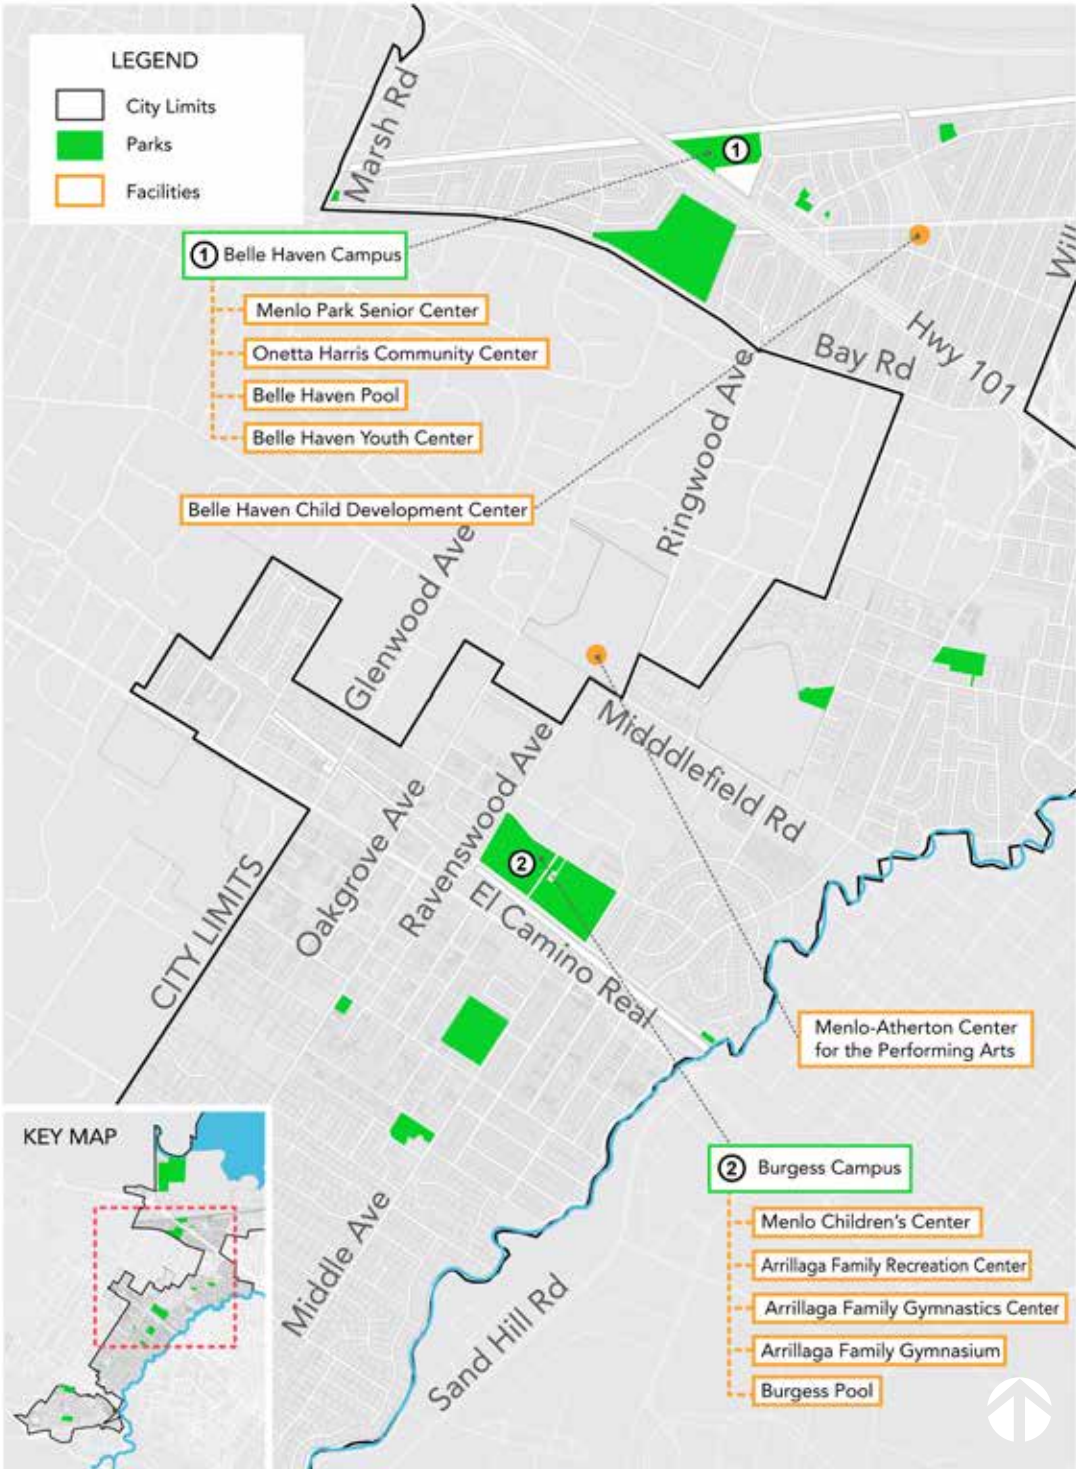 LEGEND
City Limits
Parks
Facilities
Marsh Rd
1
1 Belle Haven Campus
Menlo Park Senior Center
Onetta Harris Community Center
Belle Haven Pool
Belle Haven Youth Center
Belle Haven Child Development Center
Will
Hwy 101
Bay Rd
Ringwood Ave
Glenwood Ave
Midddlefield Rd
Oakgrove Ave
Ravenswood Ave
2
El Camino Real
CITY LIMITS
Menlo-Atherton Center
for the Performing Arts
KEY MAP
Middle Ave
Sand Hill Rd
2 Burgess Campus
Menlo Children's Center
Arrillaga Family Recreation Center
Arrillaga Family Gymnastics Center
Arrillaga Family Gymnasium
Burgess Pool